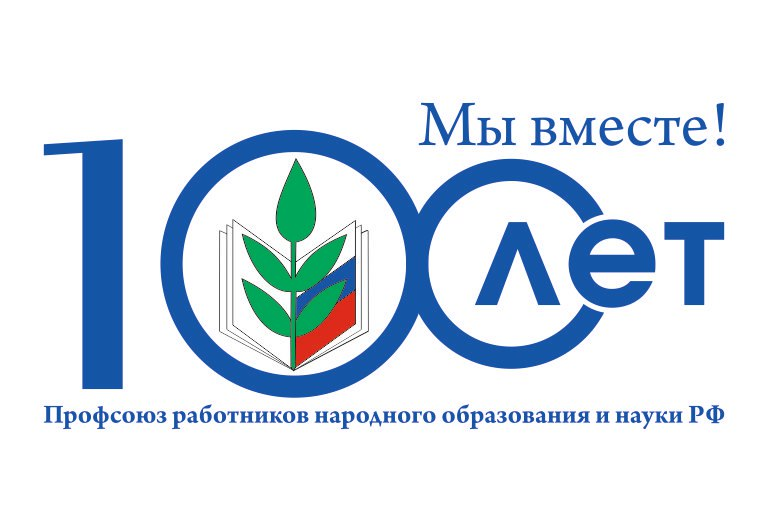 Мы вместе!
100 лет
Профсоюз работников народного образования и науки РФ